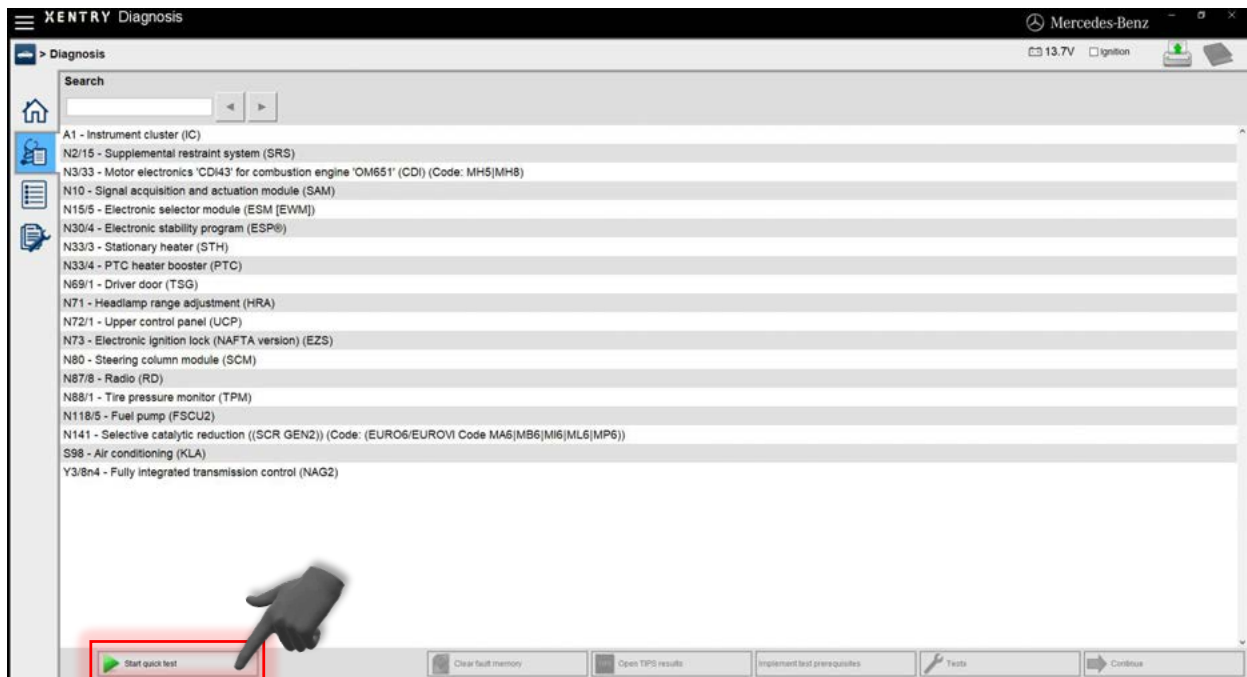 XENTRY Diagnosis
Mercedes-Benz
> Diagnosis
13.7V Ignition
Search
A1 - Instrument cluster (IC)
N2/15 - Supplemental restraint system (SRS)
N3/33 - Motor electronics 'CDI43' for combustion engine 'OM651' (CDI) (Code: MH5|MH8)
N10 - Signal acquisition and actuation module (SAM)
N15/5 - Electronic selector module (ESM [EWM])
N30/4 - Electronic stability program (ESP®)
N33/3 - Stationary heater (STH)
N33/4 - PTC heater booster (PTC)
N69/1 - Driver door (TSG)
N71 - Headlamp range adjustment (HRA)
N72/1 - Upper control panel (UCP)
N73 - Electronic ignition lock (NAFTA version) (EZS)
N80 - Steering column module (SCM)
N87/8 - Radio (RD)
N88/1 - Tire pressure monitor (TPM)
N118/5 - Fuel pump (FSCU2)
N141 - Selective catalytic reduction ((SCR GEN2)) (Code: (EURO6/EUROVI Code MA6|MB6|MI6|ML6|MP6))
S98 - Air conditioning (KLA)
Y3/8n4 - Fully integrated transmission control (NAG2)
Start quick test
Clear fault memory
Open TIPS results
Implement test prerequisites
Tests
Continue